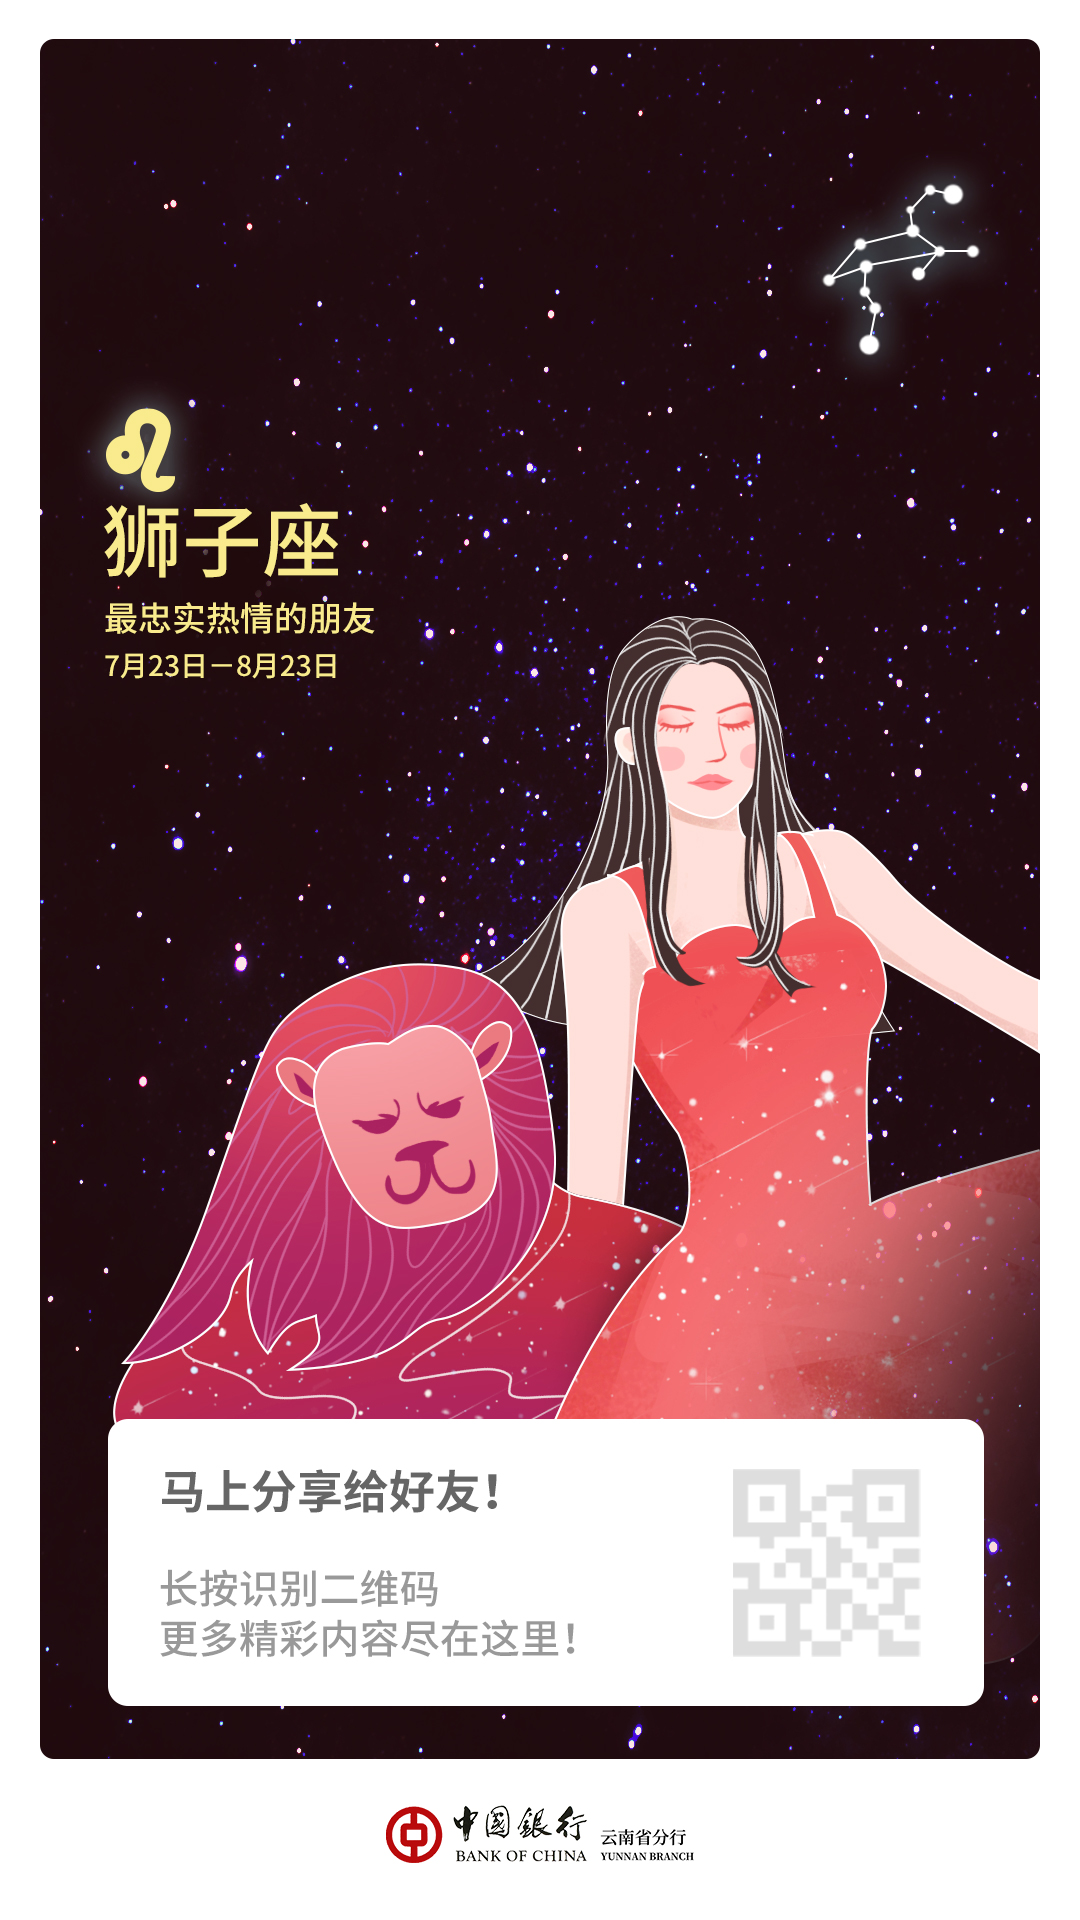 狮子座
最忠实热情的朋友
7月23日－8月23日
马上分享给好友!
长按识别二维码
更多精彩内容尽在这里!
中國銀行
BANK OF CHINA
云南省分行
YUNNAN BRANCH